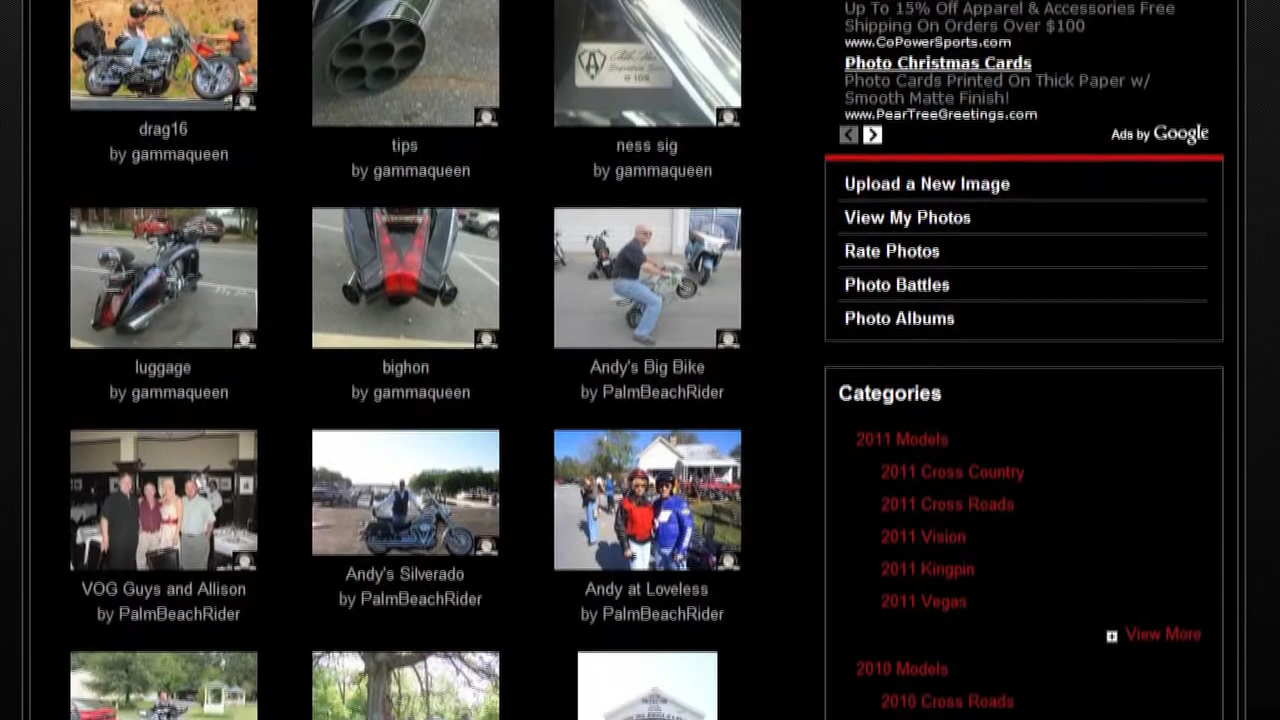 drag16
by gammaqueen
tips
by gammaqueen
ness sig
by gammaqueen
luggage
by gammaqueen
bighon
by gammaqueen
Andy's Big Bike
by PalmBeachRider
VOG Guys and Allison
by PalmBeachRider
Andy's Silverado
by PalmBeachRider
Andy at Loveless
by PalmBeachRider
Up To 15% Off Apparel & Accessories Free
Shipping On Orders Over $100
www.CoPowerSports.com
Photo Christmas Cards
Photo Cards Printed On Thick Paper w/
Smooth Matte Finish!
www.PearTreeGreetings.com
Ads by Google
Upload a New Image
View My Photos
Rate Photos
Photo Battles
Photo Albums
Categories
2011 Models
2011 Cross Country
2011 Cross Roads
2011 Vision
2011 Kingpin
2011 Vegas
View More
2010 Models
2010 Cross Roads